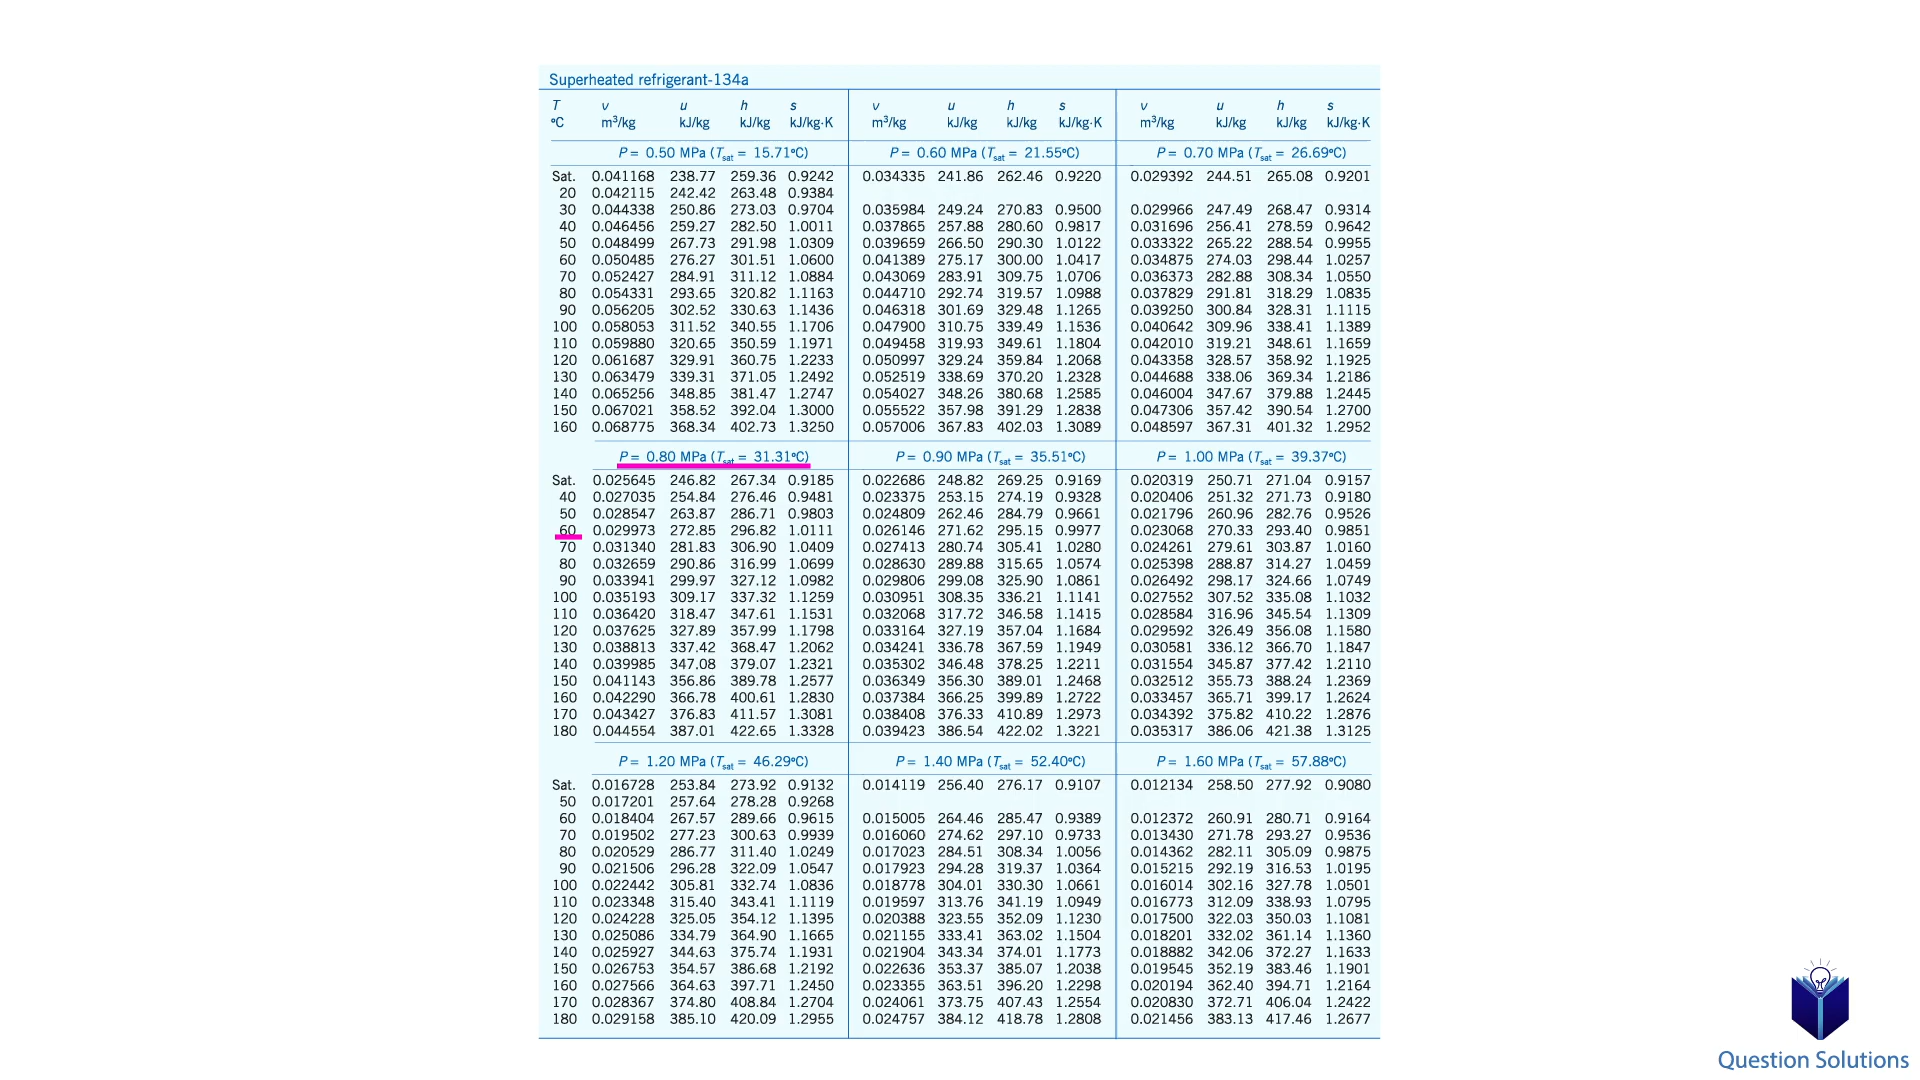 Superheated refrigerant-134a
T v u h s v u h s v u h s
ºC m³/kg kJ/kg kJ/kg kJ/kg·K m³/kg kJ/kg kJ/kg kJ/kg·K m³/kg kJ/kg kJ/kg kJ/kg·K
P = 0.50 MPa (Tsat = 15.71ºC) P = 0.60 MPa (Tsat = 21.55ºC) P = 0.70 MPa (Tsat = 26.69ºC)
Sat. 0.041168 238.77 259.36 0.9242 0.034335 241.86 262.46 0.9220 0.029392 244.51 265.08 0.9201
20 0.042115 242.42 263.48 0.9384
30 0.044338 250.86 273.03 0.9704 0.035984 249.24 270.83 0.9500 0.029966 247.49 268.47 0.9314
40 0.046456 259.27 282.50 1.0011 0.037865 257.88 280.60 0.9817 0.031696 256.41 278.59 0.9642
50 0.048499 267.73 291.98 1.0309 0.039659 266.50 290.30 1.0122 0.033322 265.22 288.54 0.9955
60 0.050485 276.27 301.51 1.0600 0.041389 275.17 300.00 1.0417 0.034875 274.03 298.44 1.0257
70 0.052427 284.91 311.12 1.0884 0.043069 283.91 309.75 1.0706 0.036373 282.88 308.34 1.0550
80 0.054331 293.65 320.82 1.1163 0.044710 292.74 319.57 1.0988 0.037829 291.81 318.29 1.0835
90 0.056205 302.52 330.63 1.1436 0.046318 301.69 329.48 1.1265 0.039250 300.84 328.31 1.1115
100 0.058053 311.52 340.55 1.1706 0.047900 310.75 339.49 1.1536 0.040642 309.96 338.41 1.1389
110 0.059880 320.65 350.59 1.1971 0.049458 319.93 349.61 1.1804 0.042010 319.21 348.61 1.1659
120 0.061687 329.91 360.75 1.2233 0.050997 329.24 359.84 1.2068 0.043358 328.57 358.92 1.1925
130 0.063479 339.31 371.05 1.2492 0.052519 338.69 370.20 1.2328 0.044688 338.06 369.34 1.2186
140 0.065256 348.85 381.47 1.2747 0.054027 348.26 380.68 1.2585 0.046004 347.67 379.88 1.2445
150 0.067021 358.52 392.04 1.3000 0.055522 357.98 391.29 1.2838 0.047306 357.42 390.54 1.2700
160 0.068775 368.34 402.73 1.3250 0.057006 367.83 402.03 1.3089 0.048597 367.31 401.32 1.2952
P = 0.80 MPa (Tsat = 31.31ºC) P = 0.90 MPa (Tsat = 35.51ºC) P = 1.00 MPa (Tsat = 39.37ºC)
Sat. 0.025645 246.82 267.34 0.9185 0.022686 248.82 269.25 0.9169 0.020319 250.71 271.04 0.9157
40 0.027035 254.84 276.46 0.9481 0.023375 253.15 274.19 0.9328 0.020406 251.32 271.73 0.9180
50 0.028547 263.87 286.71 0.9803 0.024809 262.46 284.79 0.9661 0.021796 260.96 282.76 0.9526
60 0.029973 272.85 296.82 1.0111 0.026146 271.62 295.15 0.9977 0.023068 270.33 293.40 0.9851
70 0.031340 281.83 306.90 1.0409 0.027413 280.74 305.41 1.0280 0.024261 279.61 303.87 1.0160
80 0.032659 290.86 316.99 1.0699 0.028630 289.88 315.65 1.0574 0.025398 288.87 314.27 1.0459
90 0.033941 299.97 327.12 1.0982 0.029806 299.08 325.90 1.0861 0.026492 298.17 324.66 1.0749
100 0.035193 309.17 337.32 1.1259 0.030951 308.35 336.21 1.1141 0.027552 307.52 335.08 1.1032
110 0.036420 318.47 347.61 1.1531 0.032068 317.72 346.58 1.1415 0.028584 316.96 345.54 1.1309
120 0.037625 327.89 357.99 1.1798 0.033164 327.19 357.04 1.1684 0.029592 326.49 356.08 1.1580
130 0.038813 337.42 368.47 1.2062 0.034241 336.78 367.59 1.1949 0.030581 336.12 366.70 1.1847
140 0.039985 347.08 379.07 1.2321 0.035302 346.48 378.25 1.2211 0.031554 345.87 377.42 1.2110
150 0.041143 356.86 389.78 1.2577 0.036349 356.30 389.01 1.2468 0.032512 355.73 388.24 1.2369
160 0.042290 366.78 400.61 1.2830 0.037384 366.25 399.89 1.2722 0.033457 365.71 399.17 1.2624
170 0.043427 376.83 411.57 1.3081 0.038408 376.33 410.89 1.2973 0.034392 375.82 410.22 1.2876
180 0.044554 387.01 422.65 1.3328 0.039423 386.54 422.02 1.3221 0.035317 386.06 421.38 1.3125
P = 1.20 MPa (Tsat = 46.29ºC) P = 1.40 MPa (Tsat = 52.40ºC) P = 1.60 MPa (Tsat = 57.88ºC)
Sat. 0.016728 253.84 273.92 0.9132 0.014119 256.40 276.17 0.9107 0.012134 258.50 277.92 0.9080
50 0.017201 257.64 278.28 0.9268
60 0.018404 267.57 289.66 0.9615 0.015005 264.46 285.47 0.9389 0.012372 260.91 280.71 0.9164
70 0.019502 277.23 300.63 0.9939 0.016060 274.62 297.10 0.9733 0.013430 271.78 293.27 0.9536
80 0.020529 286.77 311.40 1.0249 0.017023 284.51 308.34 1.0056 0.014362 282.11 305.09 0.9875
90 0.021506 296.28 322.09 1.0547 0.017923 294.28 319.37 1.0364 0.015215 292.19 316.53 1.0195
100 0.022442 305.81 332.74 1.0836 0.018778 304.01 330.30 1.0661 0.016014 302.16 327.78 1.0501
110 0.023348 315.40 343.41 1.1119 0.019597 313.76 341.19 1.0949 0.016773 312.09 338.93 1.0795
120 0.024228 325.05 354.12 1.1395 0.020388 323.55 352.09 1.1230 0.017500 322.03 350.03 1.1081
130 0.025086 334.79 364.90 1.1665 0.021155 333.41 363.02 1.1504 0.018201 332.02 361.14 1.1360
140 0.025927 344.63 375.74 1.1931 0.021904 343.34 374.01 1.1773 0.018882 342.06 372.27 1.1633
150 0.026753 354.57 386.68 1.2192 0.022636 353.37 385.07 1.2038 0.019545 352.19 383.46 1.1901
160 0.027566 364.63 397.71 1.2450 0.023355 363.51 396.20 1.2298 0.020194 362.40 394.71 1.2164
170 0.028367 374.80 408.84 1.2704 0.024061 373.75 407.43 1.2554 0.020830 372.71 406.04 1.2422
180 0.029158 385.10 420.09 1.2955 0.024757 384.12 418.78 1.2808 0.021456 383.13 417.46 1.2677
Question Solutions